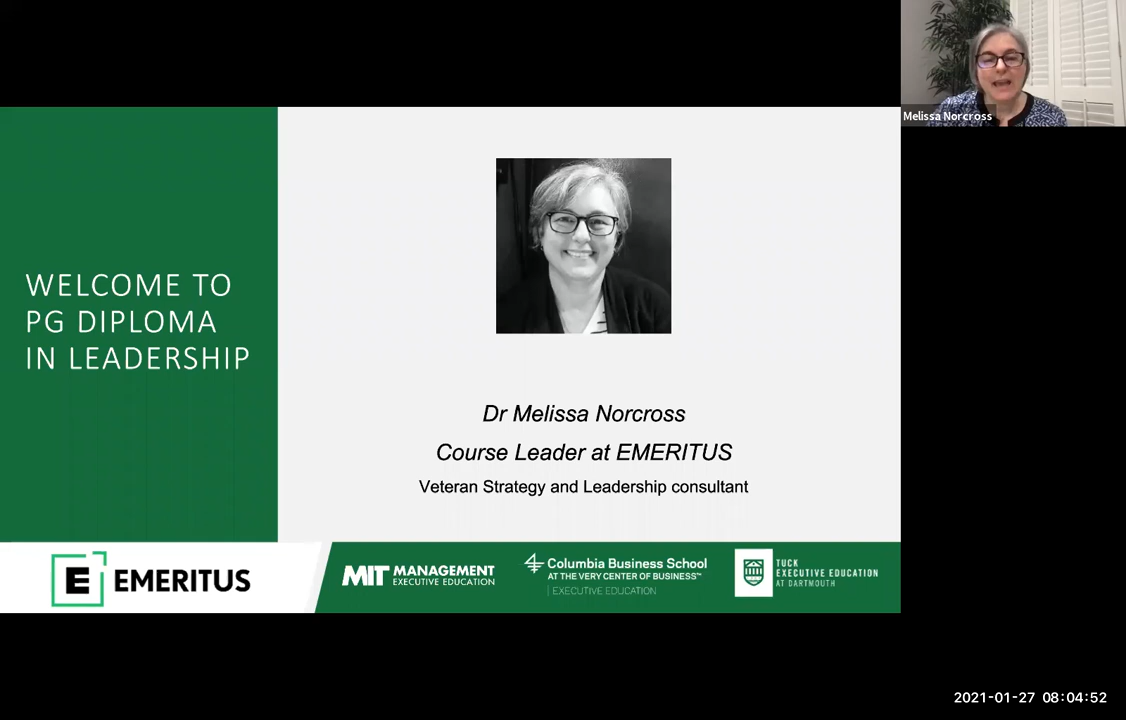 Melissa Norcross
WELCOME TO
PG DIPLOMA
IN LEADERSHIP
Dr Melissa Norcross
Course Leader at EMERITUS
Veteran Strategy and Leadership consultant
E EMERITUS
MIT MANAGEMENT
EXECUTIVE EDUCATION
Columbia Business School
AT THE VERY CENTER OF BUSINESS™
EXECUTIVE EDUCATION
TUCK
EXECUTIVE EDUCATION
AT DARTMOUTH
2021-01-27 08:04:52